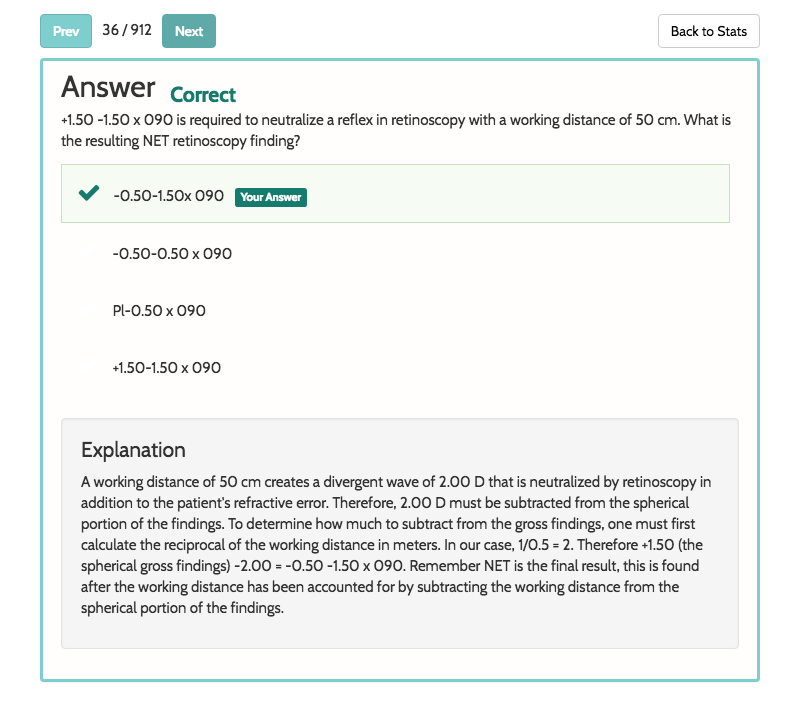 Prev 36 / 912 Next Back to Stats
Answer Correct
+1.50 -1.50 x 090 is required to neutralize a reflex in retinoscopy with a working distance of 50 cm. What is
the resulting NET retinoscopy finding?
-0.50-1.50x 090 Your Answer
-0.50-0.50 x 090
Pl-0.50 x 090
+1.50-1.50 x 090
Explanation
A working distance of 50 cm creates a divergent wave of 2.00 D that is neutralized by retinoscopy in
addition to the patient's refractive error. Therefore, 2.00 D must be subtracted from the spherical
portion of the findings. To determine how much to subtract from the gross findings, one must first
calculate the reciprocal of the working distance in meters. In our case, 1/0.5 = 2. Therefore +1.50 (the
spherical gross findings) -2.00 = -0.50 -1.50 x 090. Remember NET is the final result, this is found
after the working distance has been accounted for by subtracting the working distance from the
spherical portion of the findings.